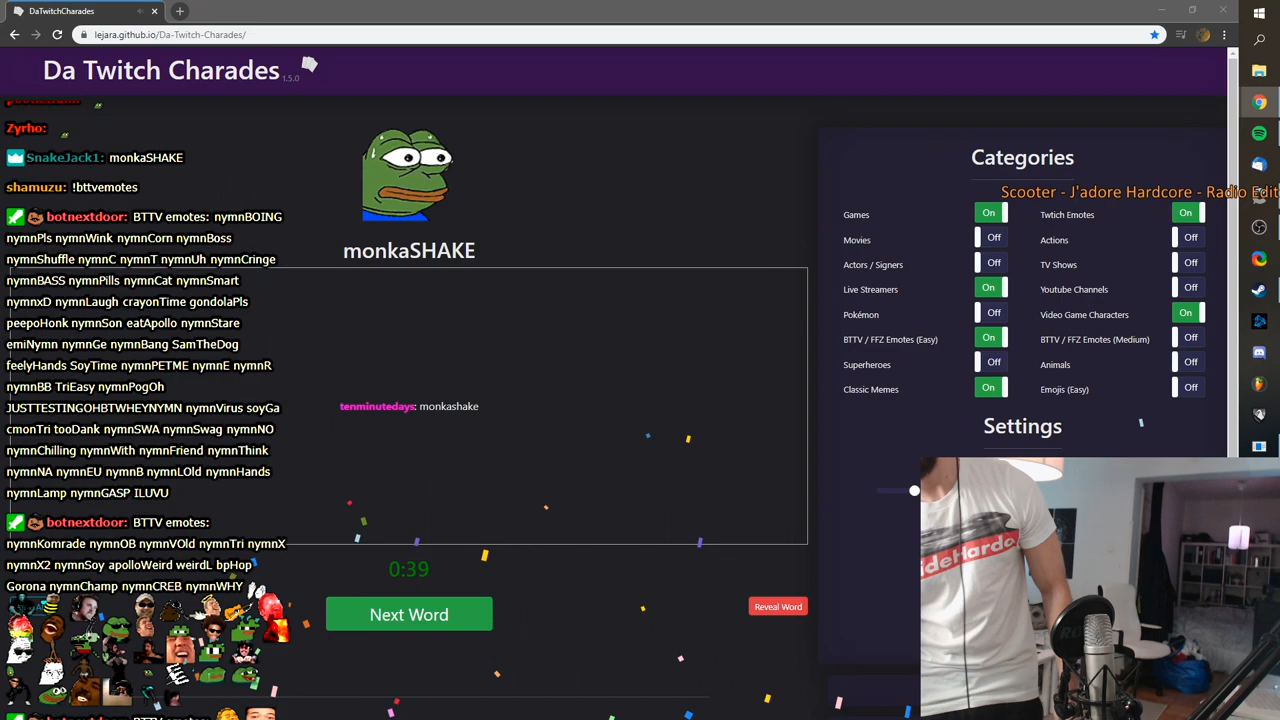 DaTwitchCharades
lejara.github.io/Da-Twitch-Charades/
Da Twitch Charades
1.5.0
Zyrho:
SnakeJack1: monkaSHAKE
shamuzu: !bttvemotes
botnextdoor: BTTV emotes: nymnBOING
nymnPls nymnWink nymnCorn nymnBoss
nymnShuffle nymnC nymnT nymnUh nymnCringe
nymnBASS nymnPills nymnCat nymnSmart
nymnxD nymnLaugh crayonTime gondolaPls
peepoHonk nymnSon eatApollo nymnStare
emiNymn nymnGe nymnBang SamTheDog
feelyHands SoyTime nymnPETME nymnE nymnR
nymnBB TriEasy nymnPogOh
JUSTTESTINGOHBTWHEYNYMN nymnVirus soyGa
cmonTri tooDank nymnSWA nymnSwag nymnNO
nymnChilling nymnWith nymnFriend nymnThink
nymnNA nymnEU nymnB nymnLOld nymnHands
nymnLamp nymnGASP ILUVU
botnextdoor: BTTV emotes:
nymnKomrade nymnOB nymnVOld nymnTri nymnX
nymnX2 nymnSoy apolloWeird weirdL bpHop
Gorona nymnChamp nymnCREB nymnWHY
botnextdoor: BTTV emotes:
monkaSHAKE
tenminutedays: monkashake
0:39
Next Word
Reveal Word
Categories
Scooter - J'adore Hardcore - Radio Edit
Games On Twtich Emotes On
Movies Off Actions Off
Actors / Signers Off TV Shows Off
Live Streamers On Youtube Channels Off
Pokémon Off Video Game Characters On
BTTV / FFZ Emotes (Easy) On BTTV / FFZ Emotes (Medium) Off
Superheroes Off Animals Off
Classic Memes On Emojis (Easy) Off
Settings